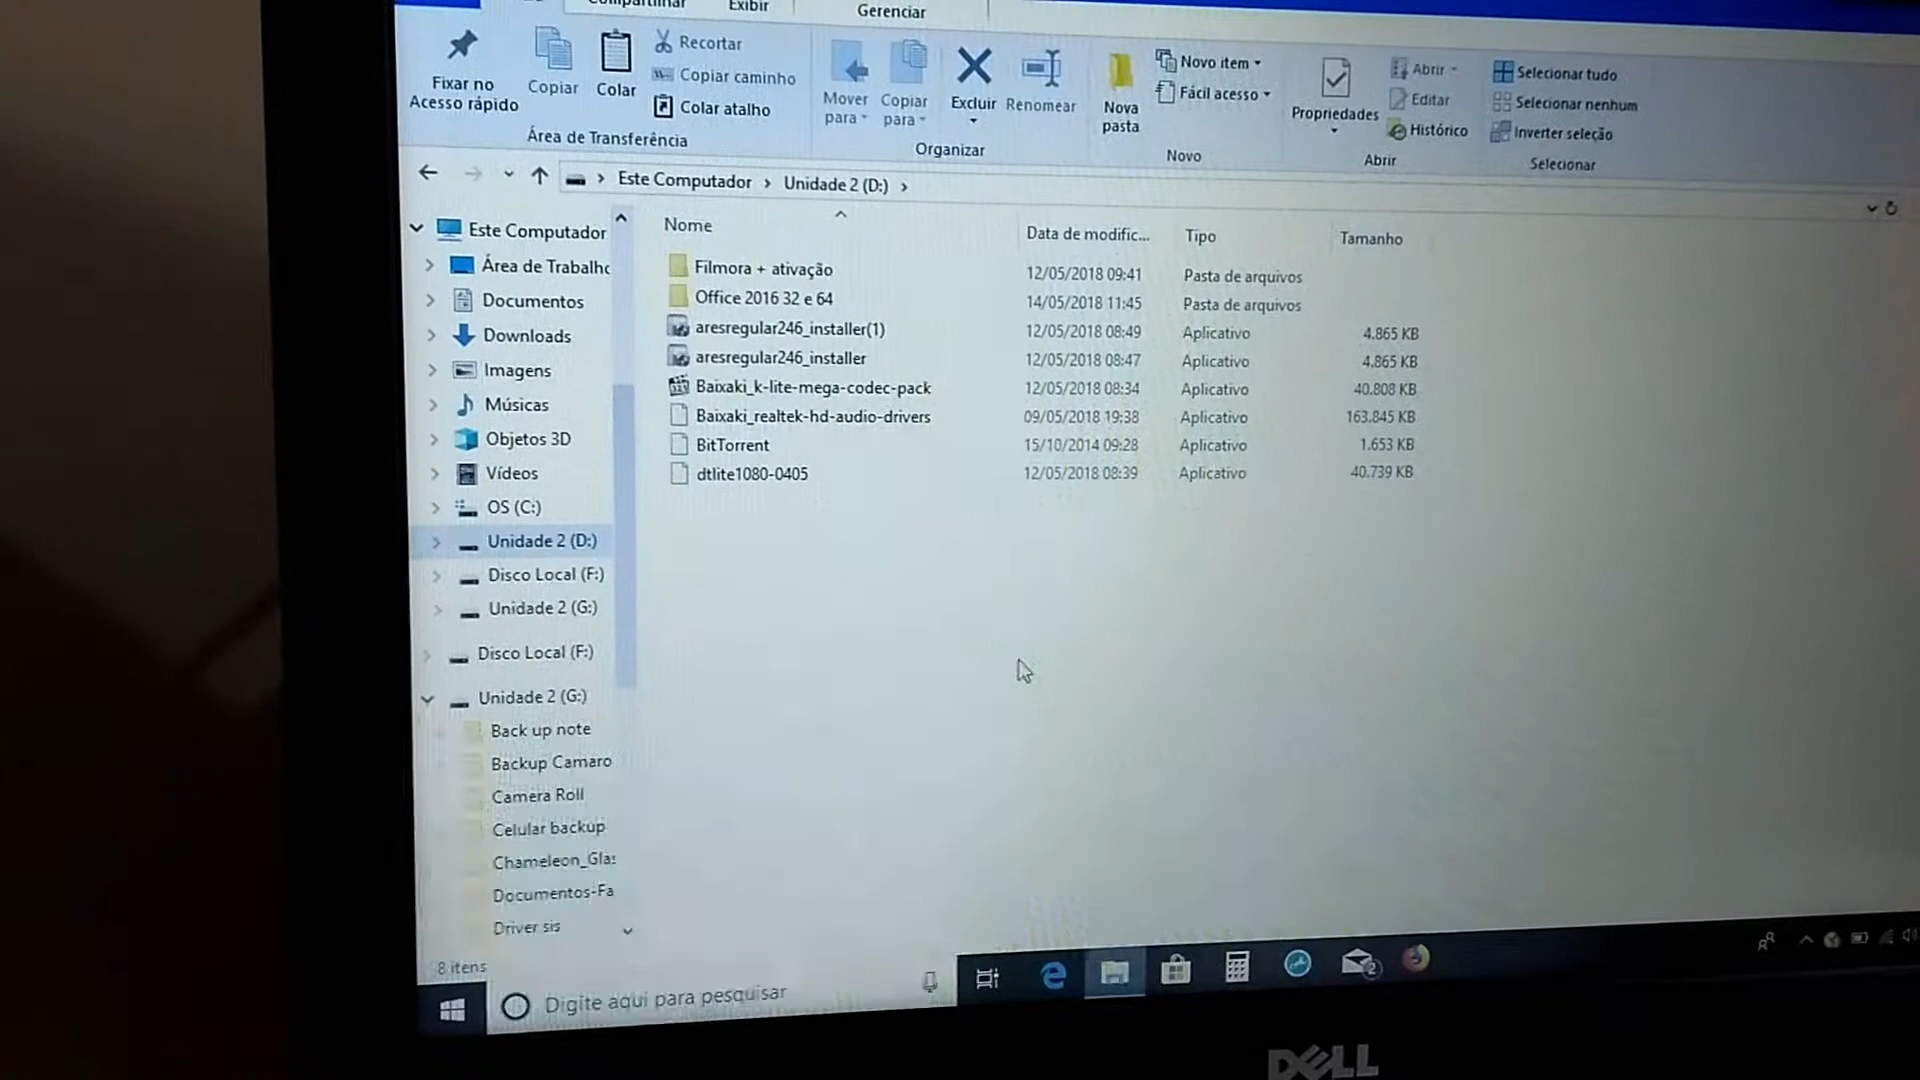 Compartilhar Exibir Gerenciar
Fixar no
Acesso rápido
Copiar
Colar
Recortar
Copiar caminho
Colar atalho
Área de Transferência
Mover
para
Copiar
para
Excluir
Renomear
Organizar
Nova
pasta
Novo item
Fácil acesso
Novo
Propriedades
Abrir
Editar
Histórico
Abrir
Selecionar tudo
Selecionar nenhum
Inverter seleção
Selecionar
Este Computador > Unidade 2 (D:) >
Este Computador
Área de Trabalho
Documentos
Downloads
Imagens
Músicas
Objetos 3D
Vídeos
OS (C:)
Unidade 2 (D:)
Disco Local (F:)
Unidade 2 (G:)
Disco Local (F:)
Unidade 2 (G:)
Back up note
Backup Camaro
Camera Roll
Celular backup
Chameleon_Glas
Documentos-Fa
Driver sis
Nome Data de modific... Tipo Tamanho
Filmora + ativação 12/05/2018 09:41 Pasta de arquivos
Office 2016 32 e 64 14/05/2018 11:45 Pasta de arquivos
aresregular246_installer(1) 12/05/2018 08:49 Aplicativo 4.865 KB
aresregular246_installer 12/05/2018 08:47 Aplicativo 4.865 KB
Baixaki_k-lite-mega-codec-pack 12/05/2018 08:34 Aplicativo 40.808 KB
Baixaki_realtek-hd-audio-drivers 09/05/2018 19:38 Aplicativo 163.845 KB
BitTorrent 15/10/2014 09:28 Aplicativo 1.653 KB
dtlite1080-0405 12/05/2018 08:39 Aplicativo 40.739 KB
8 itens
Digite aqui para pesquisar
2
DELL